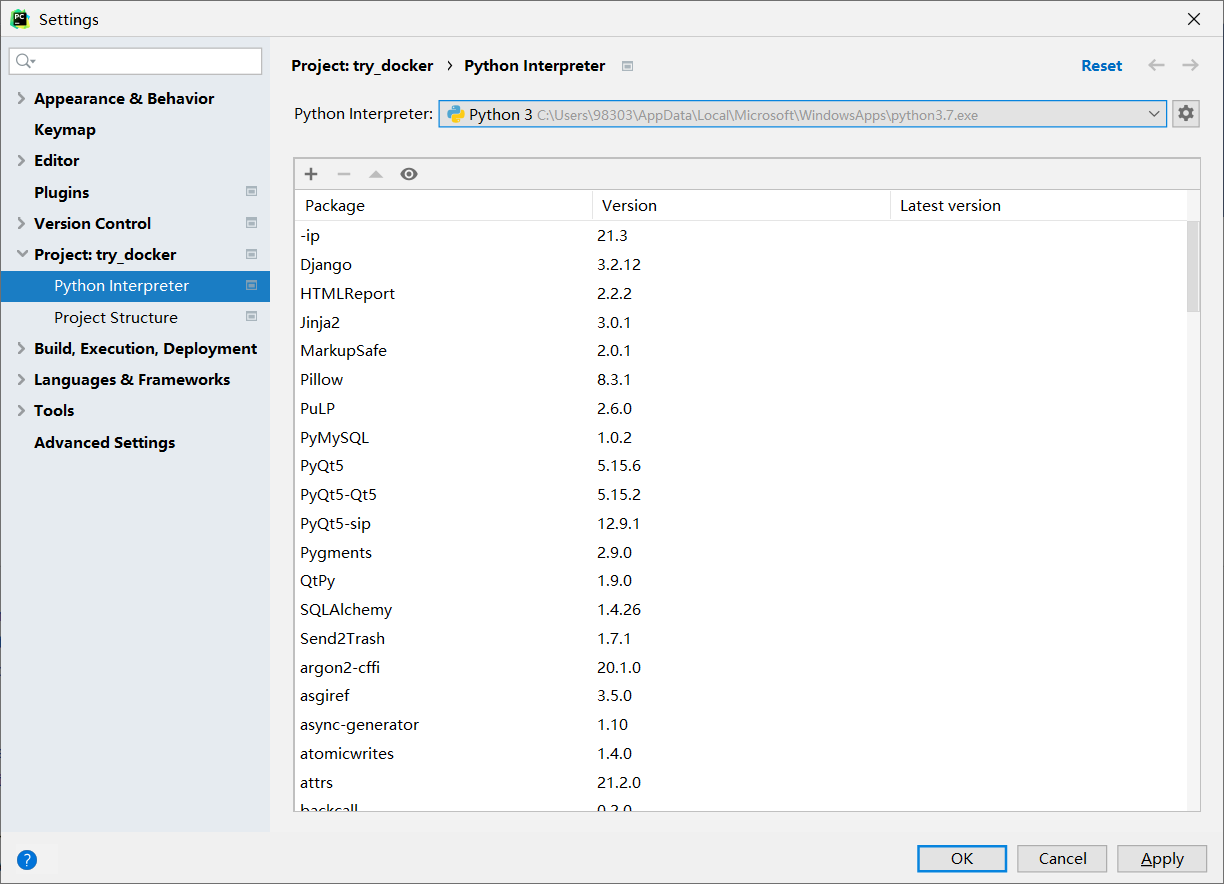 Settings
Project: try_docker › Python Interpreter
Reset
Appearance & Behavior
Keymap
Editor
Plugins
Version Control
Project: try_docker
Python Interpreter
Project Structure
Build, Execution, Deployment
Languages & Frameworks
Tools
Advanced Settings
Python Interpreter: Python 3 C:\Users\98303\AppData\Local\Microsoft\WindowsApps\python3.7.exe
Package Version Latest version
-ip 21.3
Django 3.2.12
HTMLReport 2.2.2
Jinja2 3.0.1
MarkupSafe 2.0.1
Pillow 8.3.1
PuLP 2.6.0
PyMySQL 1.0.2
PyQt5 5.15.6
PyQt5-Qt5 5.15.2
PyQt5-sip 12.9.1
Pygments 2.9.0
QtPy 1.9.0
SQLAlchemy 1.4.26
Send2Trash 1.7.1
argon2-cffi 20.1.0
asgiref 3.5.0
async-generator 1.10
atomicwrites 1.4.0
attrs 21.2.0
backcall 0.2.0
?
OK Cancel Apply